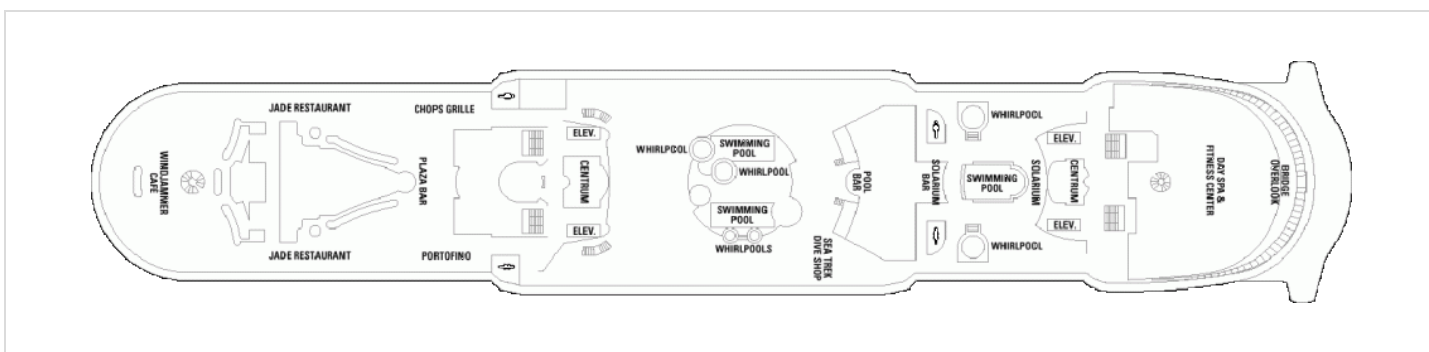 JADE RESTAURANT
CHOPS GRILLE
WINDJAMMER
CAFE
PLAZA BAR
JADE RESTAURANT
PORTOFINO
ELEV.
CENTRUM
ELEV.
WHIRLPOOL
SWIMMING
POOL
WHIRLPOOL
SWIMMING
POOL
WHIRLPOOLS
SEA TREK
DIVE SHOP
POOL
BAR
SOLARIUM
BAR
WHIRLPOOL
SWIMMING
POOL
WHIRLPOOL
SOLARIUM
ELEV.
CENTRUM
ELEV.
DAY SPA &
FITNESS CENTER
BRIDGE
OVERLOOK